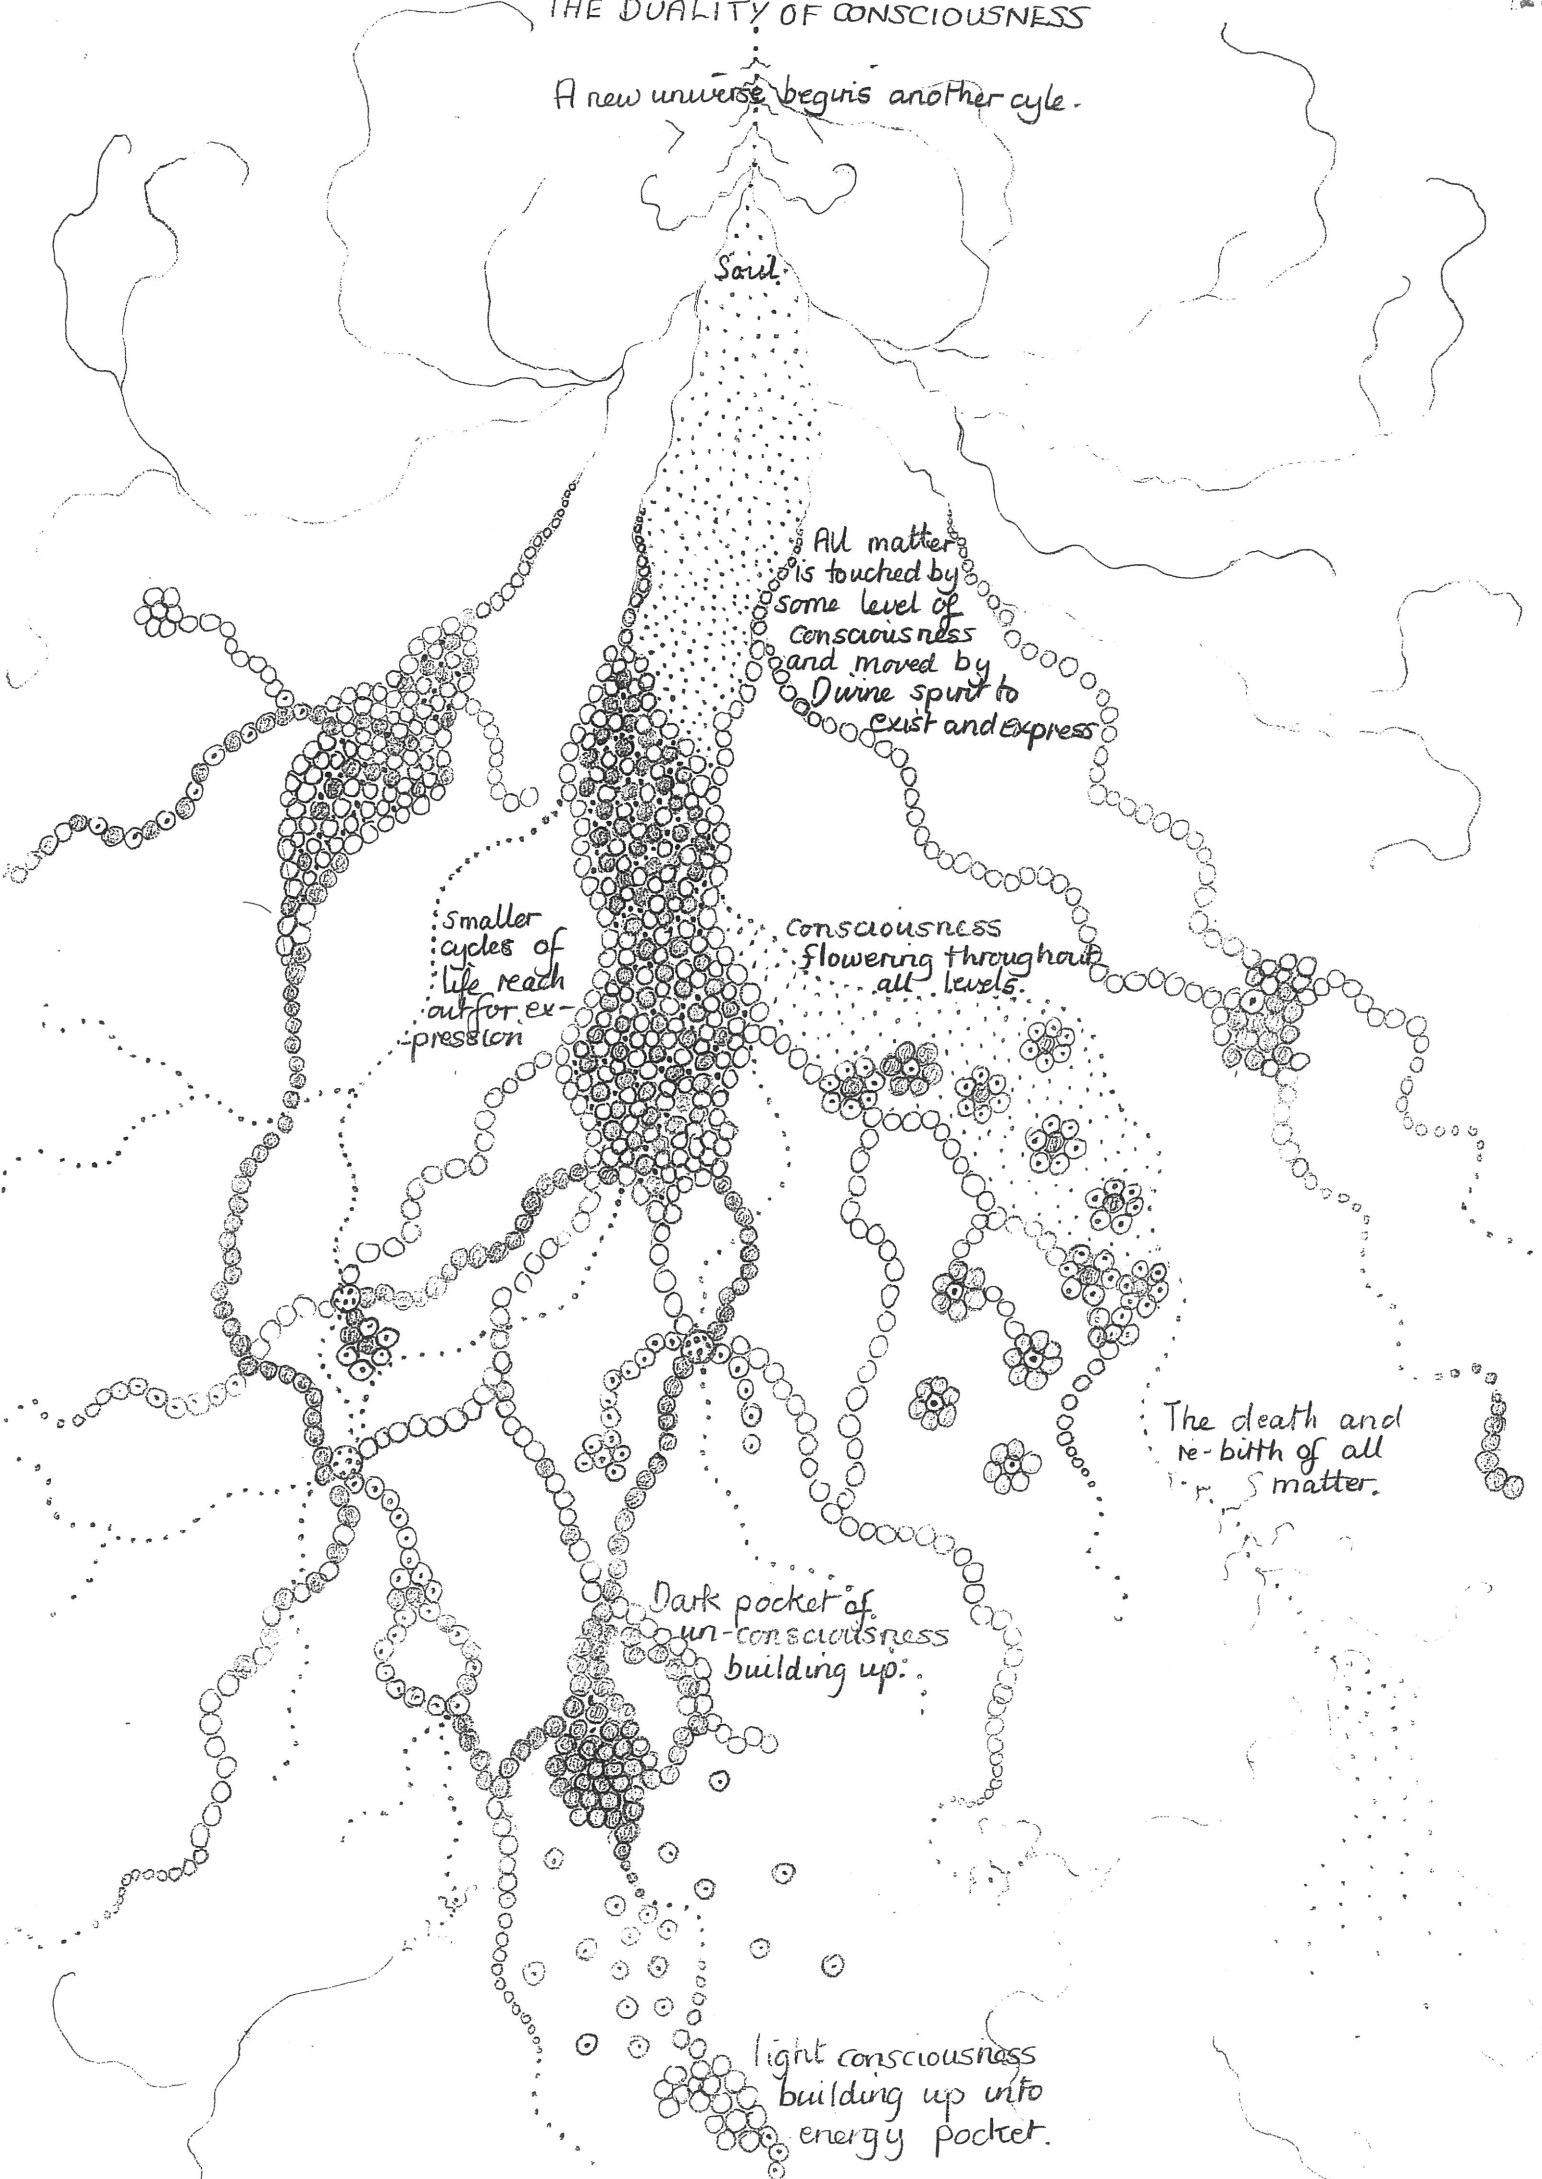 THE DUALITY OF CONSCIOUSNESS
A new universe begins another cyle.
Soul.
All matter
is touched by
some level of
consciousness
and moved by
Divine spirit to
exist and express
smaller
cycles of
life reach
out for ex-
pression
consciousness
flowering throughout
all levels.
The death and
re-birth of all
matter.
Dark pocket of
un-consciousness
building up.
light consciousness
building up into
energy pocket.